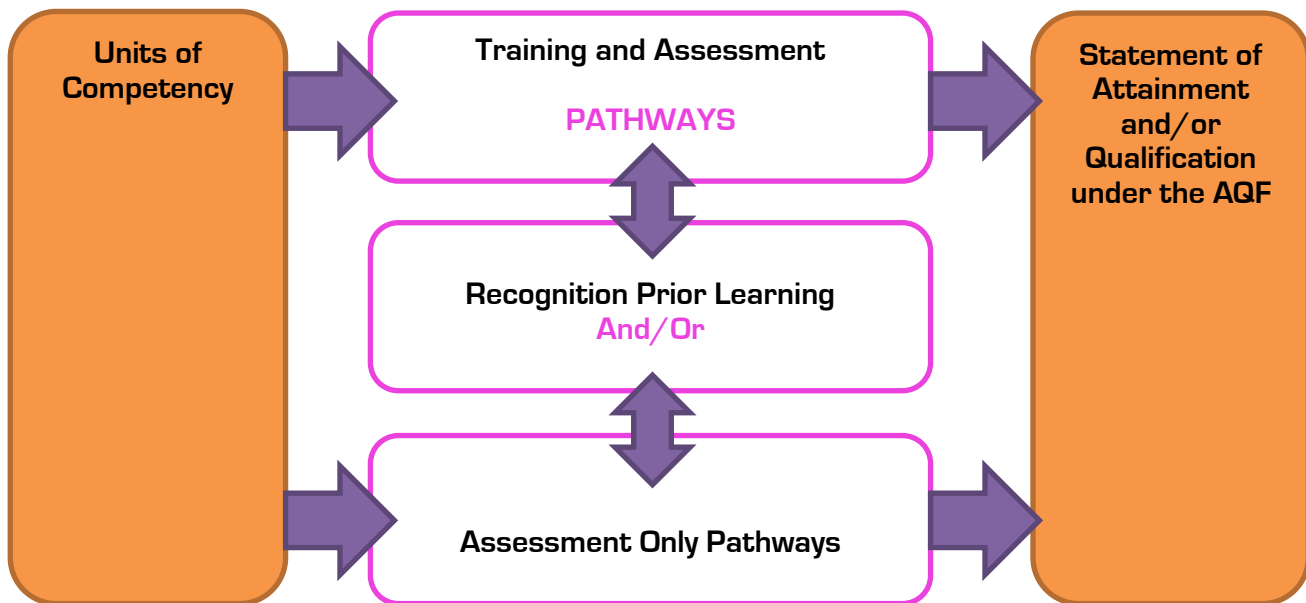 Units of
Competency
Training and Assessment
PATHWAYS
Recognition Prior Learning
And/Or
Assessment Only Pathways
Statement of
Attainment
and/or
Qualification
under the AQF